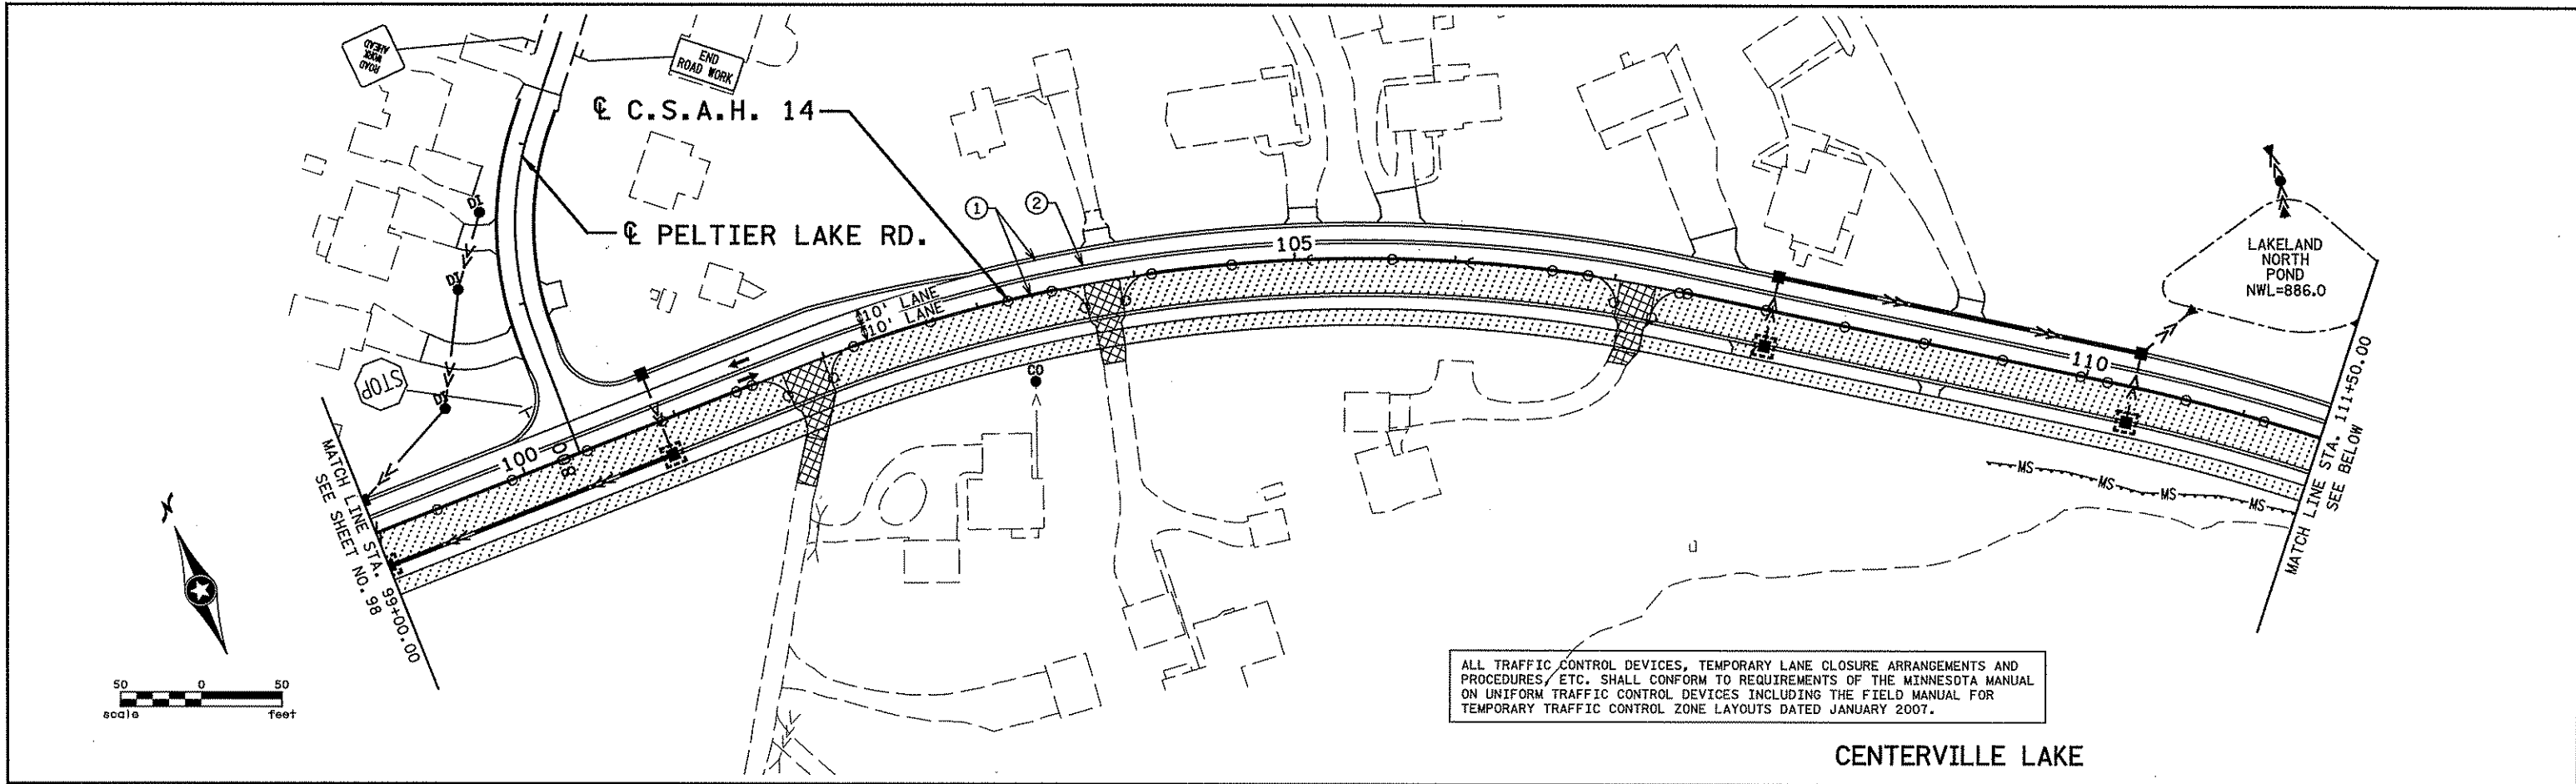 ROAD
WORK
AHEAD
END
ROAD WORK
℄ C.S.A.H. 14
DI
℄ PELTIER LAKE RD.
1
2
105
LAKELAND
NORTH
POND
NWL=886.0
DI
10' LANE
10' LANE
110
STOP
DI
CO
100
800
MATCH LINE STA. 99+00.00
SEE SHEET NO. 98
MATCH LINE STA. 111+50.00
SEE BELOW
MS
MS
MS
MS
N
50 0 50
scale feet
ALL TRAFFIC CONTROL DEVICES, TEMPORARY LANE CLOSURE ARRANGEMENTS AND
PROCEDURES, ETC. SHALL CONFORM TO REQUIREMENTS OF THE MINNESOTA MANUAL
ON UNIFORM TRAFFIC CONTROL DEVICES INCLUDING THE FIELD MANUAL FOR
TEMPORARY TRAFFIC CONTROL ZONE LAYOUTS DATED JANUARY 2007.
CENTERVILLE LAKE